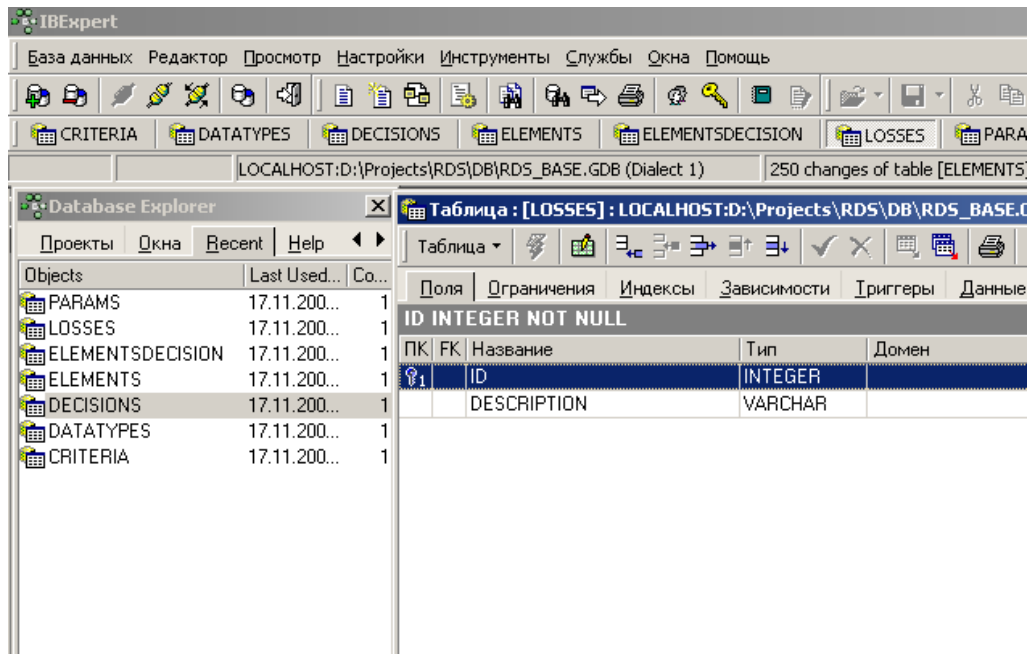 IBExpert
База данных Редактор Просмотр Настройки Инструменты Службы Окна Помощь
CRITERIA DATATYPES DECISIONS ELEMENTS ELEMENTSDECISION LOSSES PARA
LOCALHOST:D:\Projects\RDS\DB\RDS_BASE.GDB (Dialect 1) 250 changes of table [ELEMENTS]
Database Explorer
Проекты Окна Recent Help
Objects Last Used... Co...
PARAMS 17.11.200... 1
LOSSES 17.11.200... 1
ELEMENTSDECISION 17.11.200... 1
ELEMENTS 17.11.200... 1
DECISIONS 17.11.200... 1
DATATYPES 17.11.200... 1
CRITERIA 17.11.200... 1
Таблица : [LOSSES] : LOCALHOST:D:\Projects\RDS\DB\RDS_BASE.G
Таблица
Поля Ограничения Индексы Зависимости Триггеры Данные
ID INTEGER NOT NULL
ПК FK Название Тип Домен
1 ID INTEGER
DESCRIPTION VARCHAR